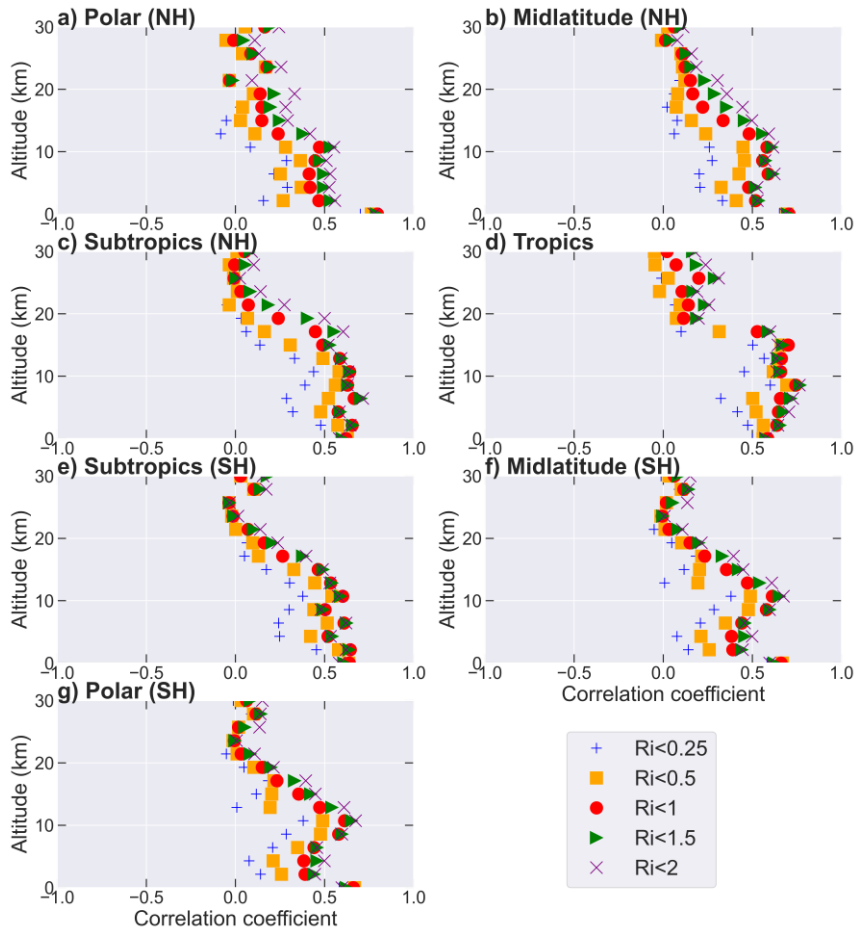 a) Polar (NH)
b) Midlatitude (NH)
30
20
10
0
Altitude (km)
−1.0 −0.5 0.0 0.5 1.0
30
20
10
0
Altitude (km)
−1.0 −0.5 0.0 0.5 1.0
c) Subtropics (NH)
d) Tropics
30
20
10
0
Altitude (km)
−1.0 −0.5 0.0 0.5 1.0
30
20
10
0
Altitude (km)
−1.0 −0.5 0.0 0.5 1.0
e) Subtropics (SH)
f) Midlatitude (SH)
30
20
10
0
Altitude (km)
−1.0 −0.5 0.0 0.5 1.0
30
20
10
0
Altitude (km)
−1.0 −0.5 0.0 0.5 1.0
Correlation coefficient
g) Polar (SH)
30
20
10
0
Altitude (km)
−1.0 −0.5 0.0 0.5 1.0
Correlation coefficient
Ri<0.25
Ri<0.5
Ri<1
Ri<1.5
Ri<2